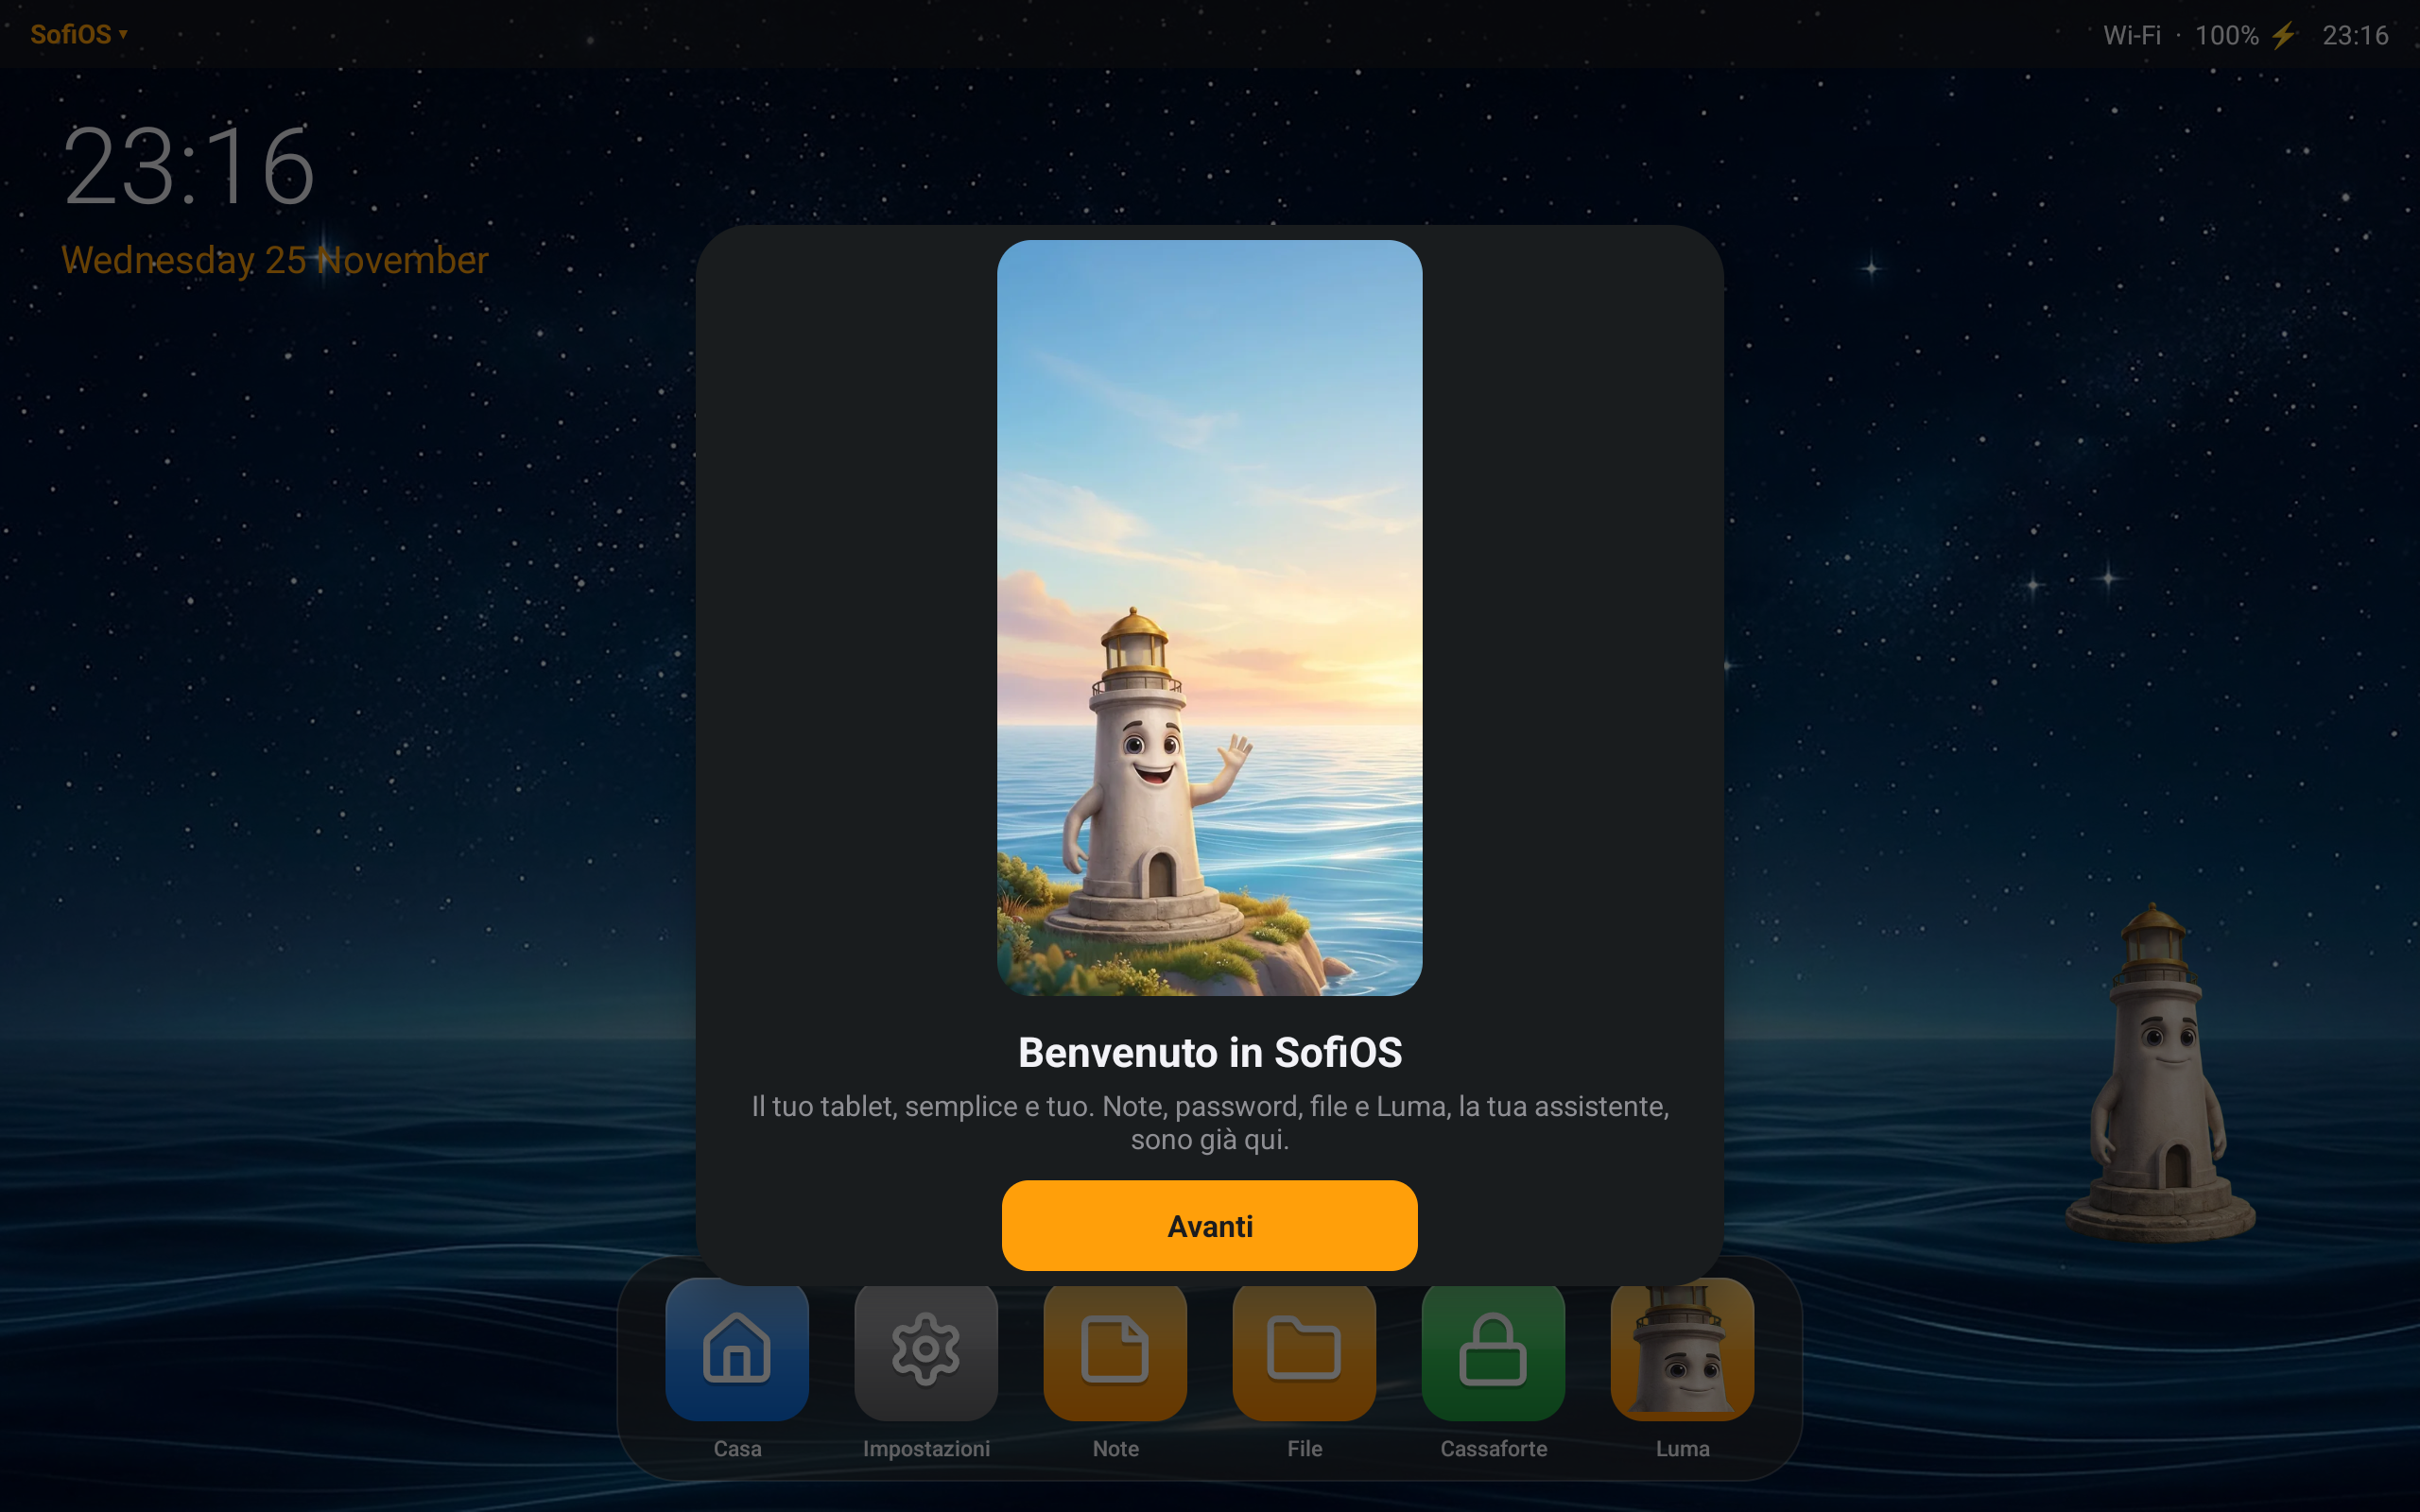 SofiOS ▾
Wi-Fi · 100% ⚡ 23:16
23:16
Wednesday 25 November
Benvenuto in SofiOS
Il tuo tablet, semplice e tuo. Note, password, file e Luma, la tua assistente,
sono già qui.
Avanti
Casa
Impostazioni
Note
File
Cassaforte
Luma